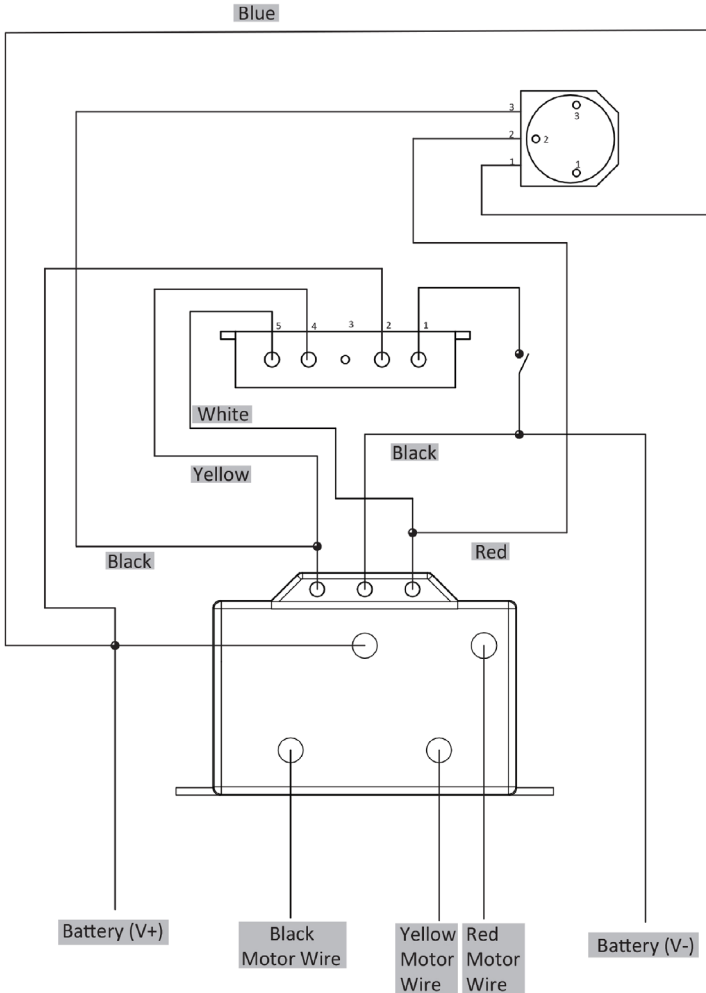 Blue
3
3
2
2
1
1
5
4
3
2
1
White
Black
Yellow
Black
Red
Battery (V+)
Black
Motor Wire
Yellow
Motor
Wire
Red
Motor
Wire
Battery (V-)